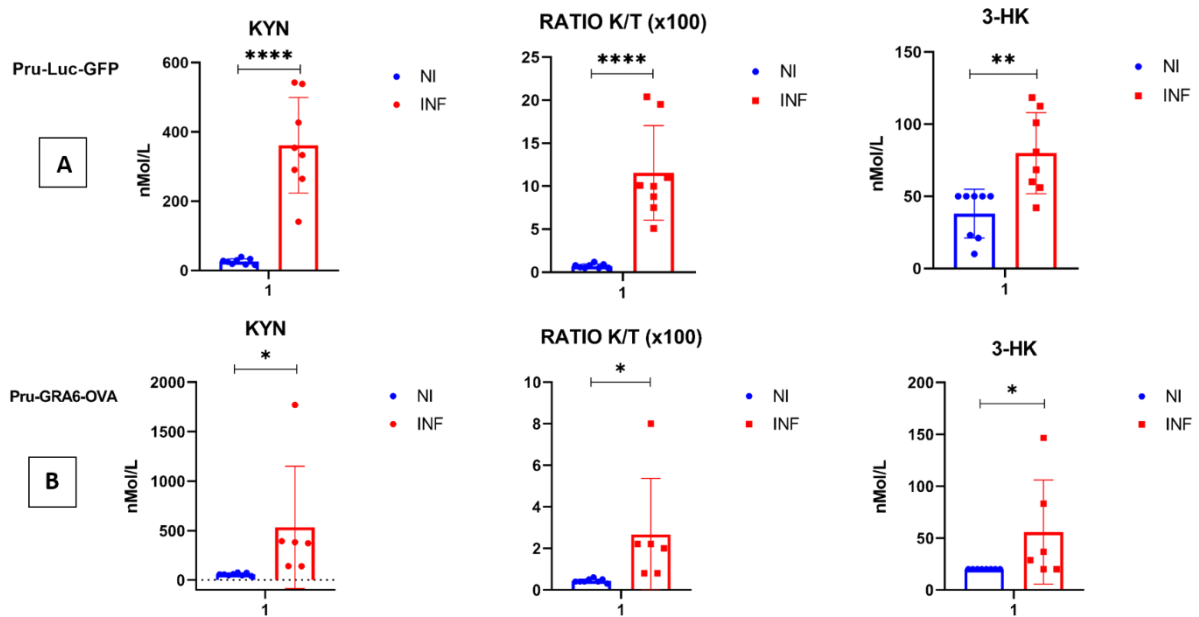 Pru-Luc-GFP
A
KYN
****
nMol/L
600
400
200
0
1
NI
INF
RATIO K/T (x100)
****
25
20
15
10
5
0
1
NI
INF
3-HK
**
nMol/L
150
100
50
0
1
NI
INF
Pru-GRA6-OVA
B
KYN
*
nMol/L
2000
1500
1000
500
0
1
NI
INF
RATIO K/T (x100)
*
10
8
6
4
2
0
1
NI
INF
3-HK
*
nMol/L
200
150
100
50
0
1
NI
INF